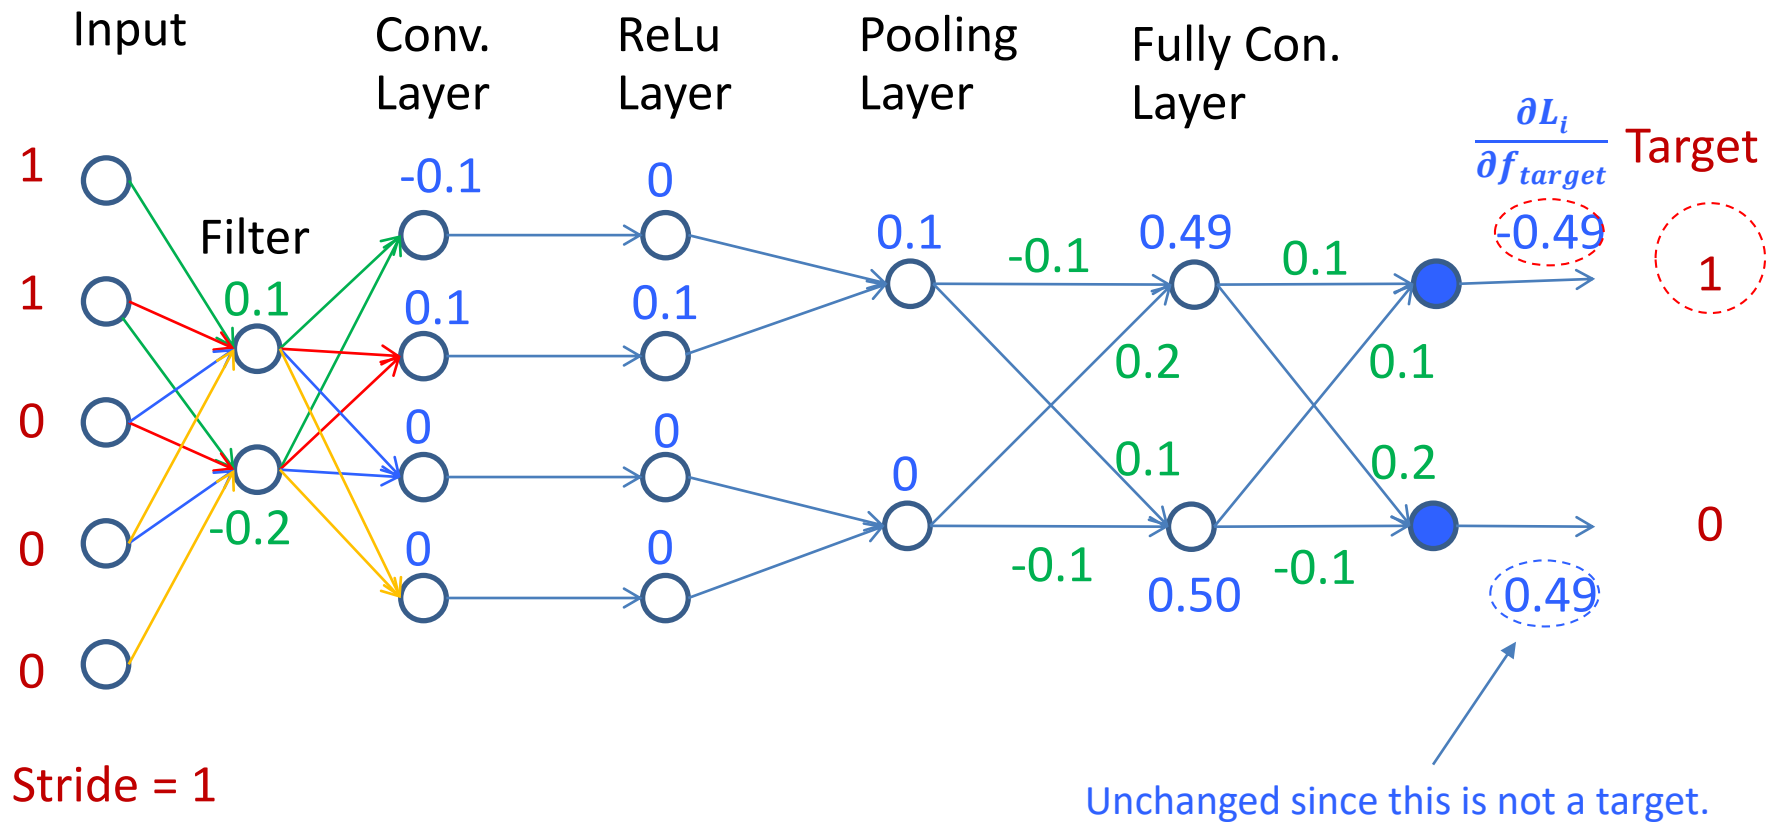 Input
Conv.
Layer
ReLu
Layer
Pooling
Layer
Fully Con.
Layer
∂L_i
∂f_target
Target
1
1
0
0
0
Filter
0.1
-0.2
-0.1
0.1
0
0
0
0.1
0
0
0.1
0
-0.1
0.2
0.1
-0.1
0.49
0.50
0.1
0.1
0.2
-0.1
-0.49
0.49
1
0
Stride = 1
Unchanged since this is not a target.